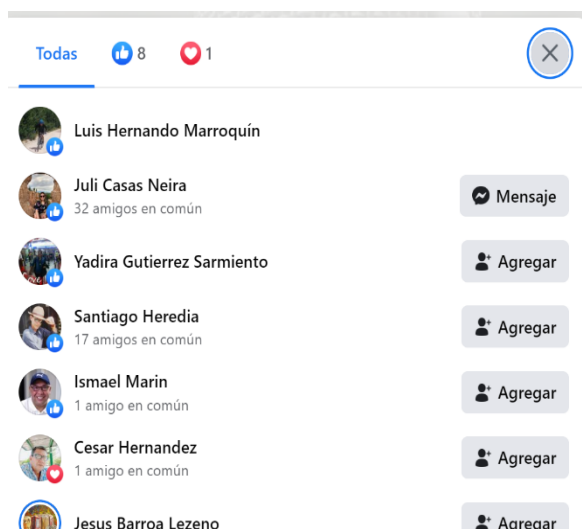 Todas 8 1
Luis Hernando Marroquín
Juli Casas Neira
32 amigos en común
Mensaje
Yadira Gutierrez Sarmiento
Agregar
Santiago Heredia
17 amigos en común
Agregar
Ismael Marin
1 amigo en común
Agregar
Cesar Hernandez
1 amigo en común
Agregar
Jesus Barroa Lezeno
Agregar